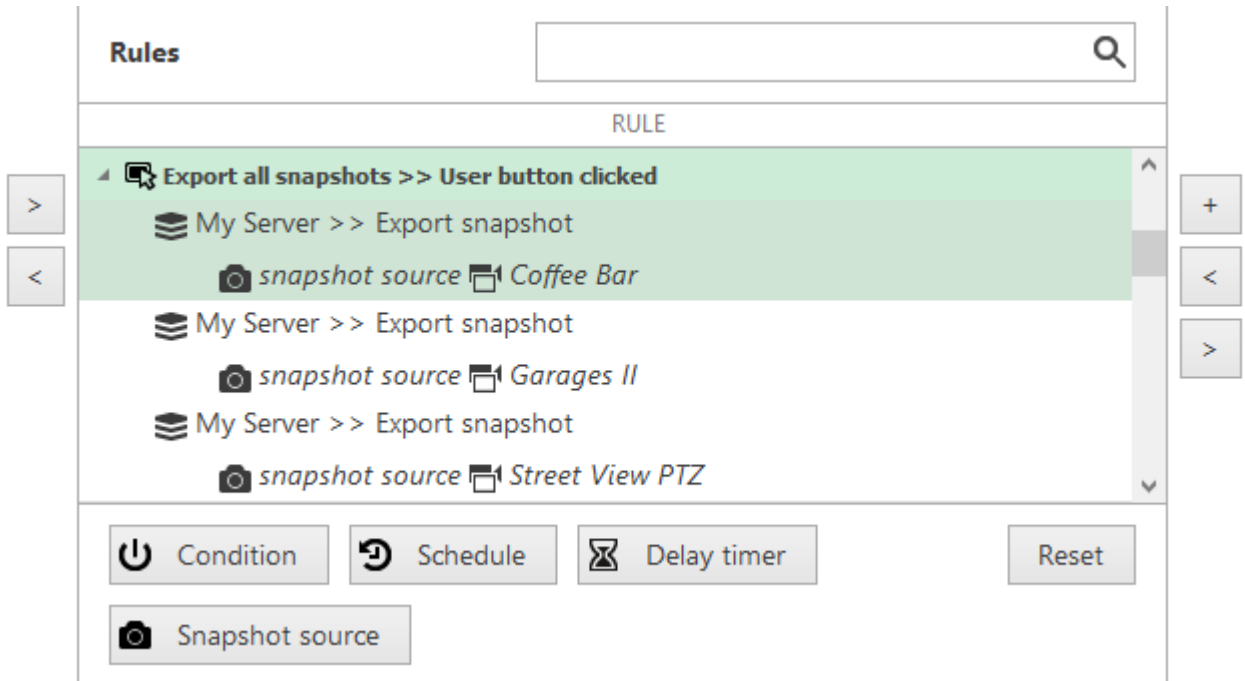 Rules
RULE
Export all snapshots >> User button clicked
>
+
My Server >> Export snapshot
<
snapshot source Coffee Bar
<
My Server >> Export snapshot
>
snapshot source Garages II
My Server >> Export snapshot
snapshot source Street View PTZ
Condition Schedule Delay timer Reset
Snapshot source